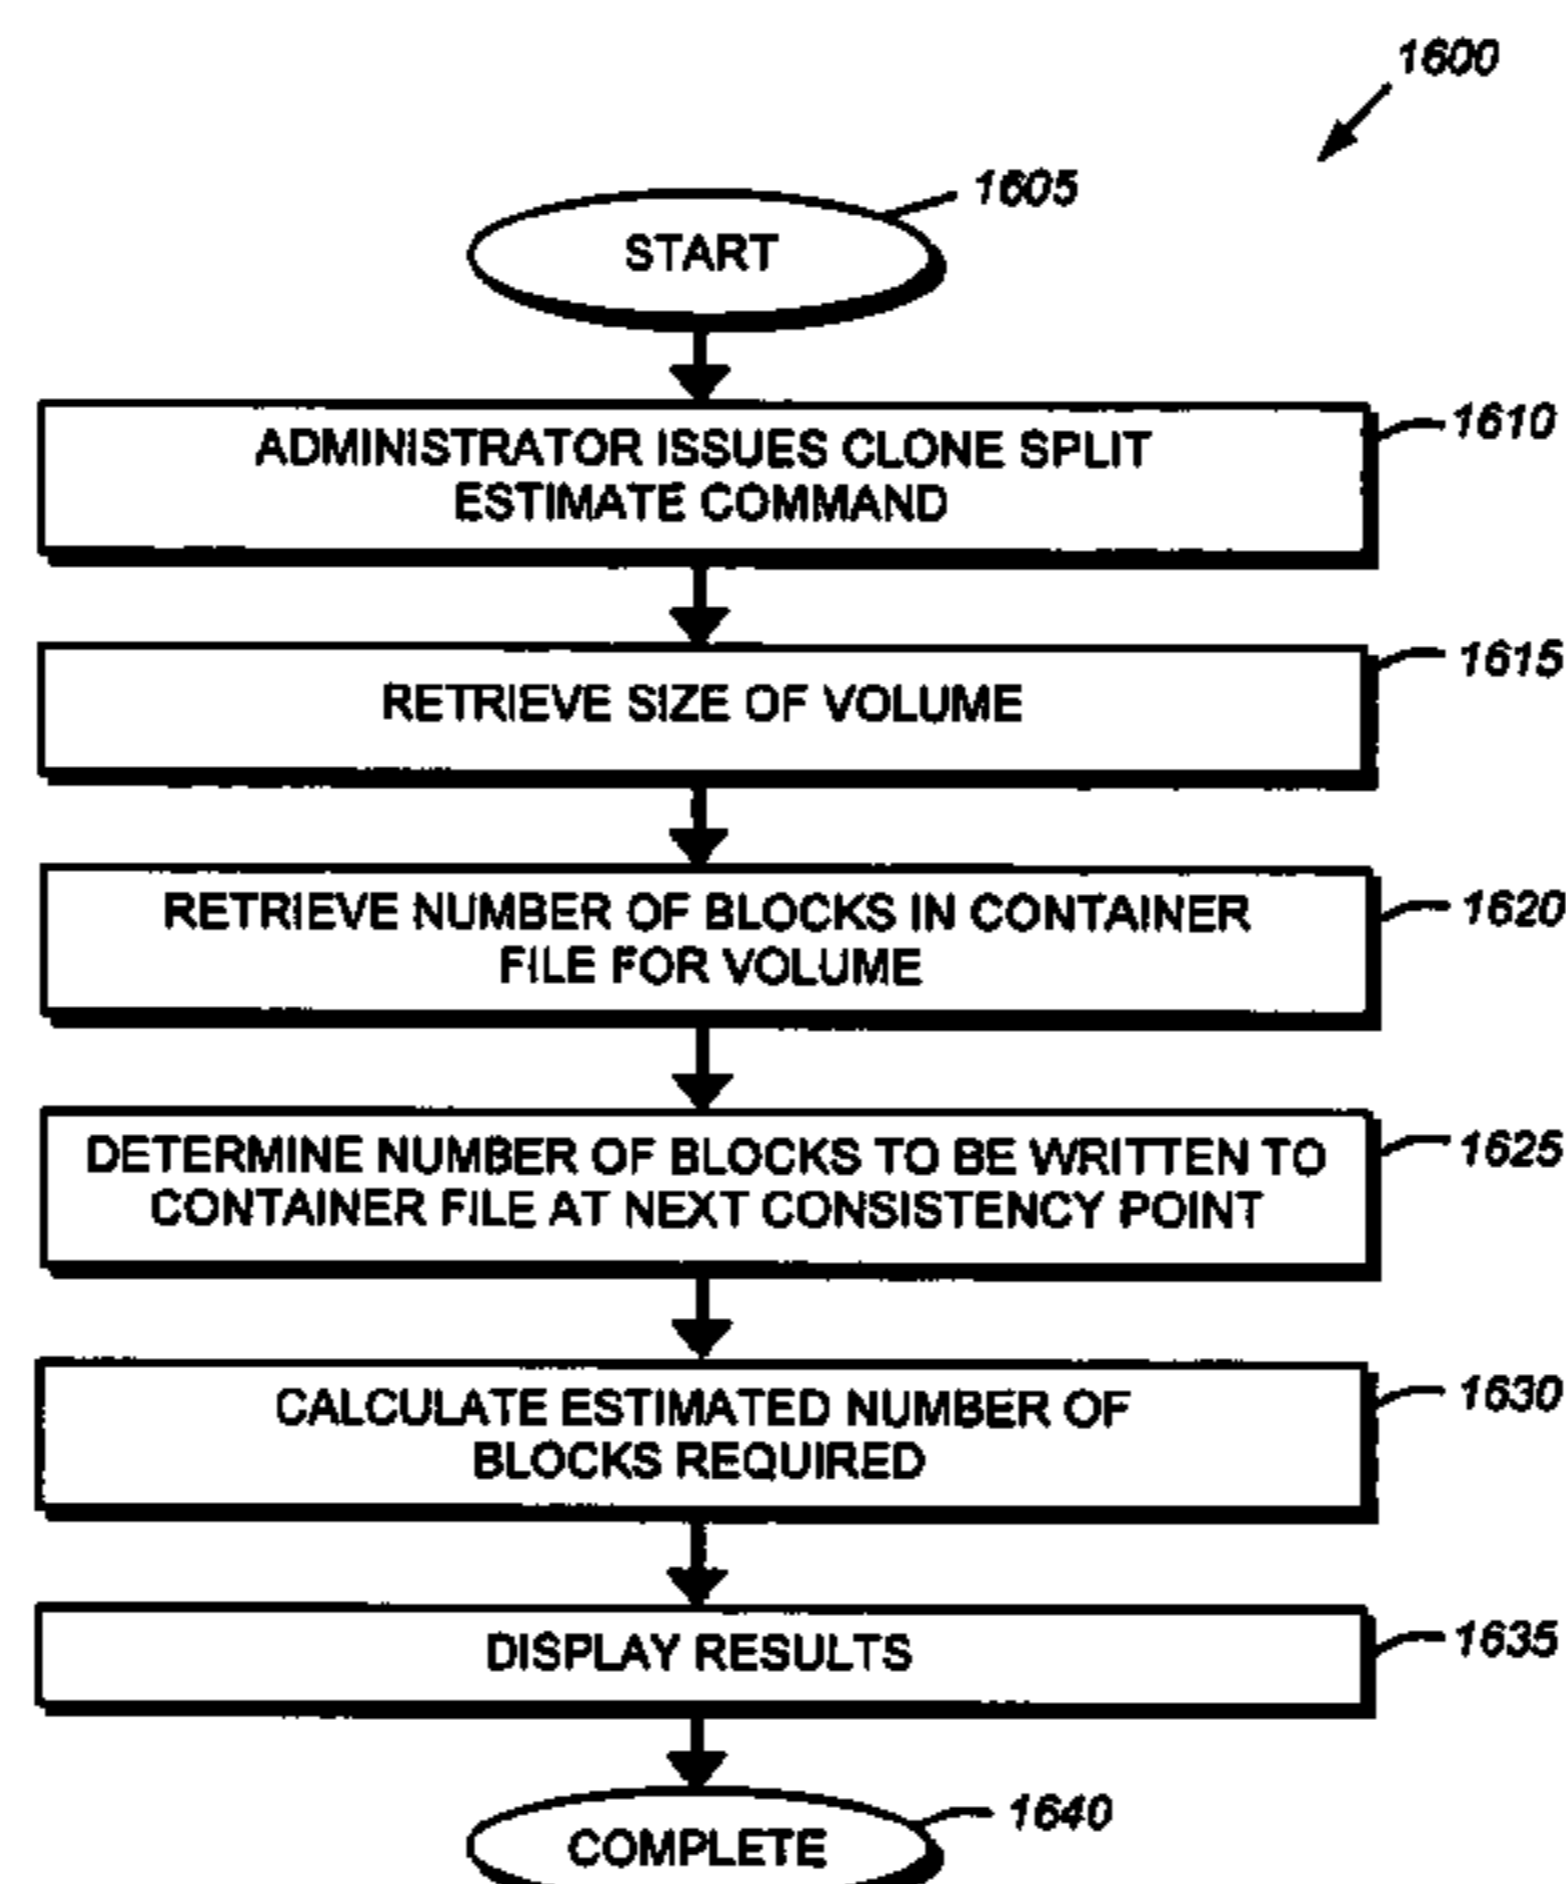 1600
1605
START
1610
ADMINISTRATOR ISSUES CLONE SPLIT
ESTIMATE COMMAND
1615
RETRIEVE SIZE OF VOLUME
1620
RETRIEVE NUMBER OF BLOCKS IN CONTAINER
FILE FOR VOLUME
1625
DETERMINE NUMBER OF BLOCKS TO BE WRITTEN TO
CONTAINER FILE AT NEXT CONSISTENCY POINT
1630
CALCULATE ESTIMATED NUMBER OF
BLOCKS REQUIRED
1635
DISPLAY RESULTS
1640
COMPLETE